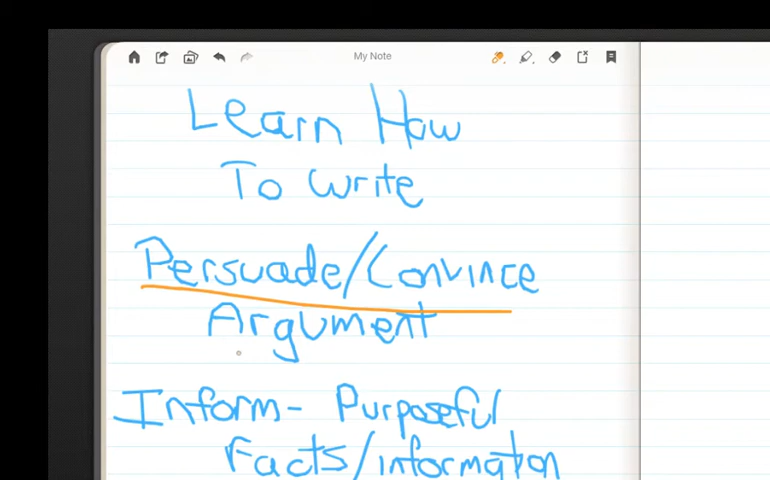 My Note
Learn How
To Write
Persuade/Convince
Argument
Inform- Purposeful
Facts/information